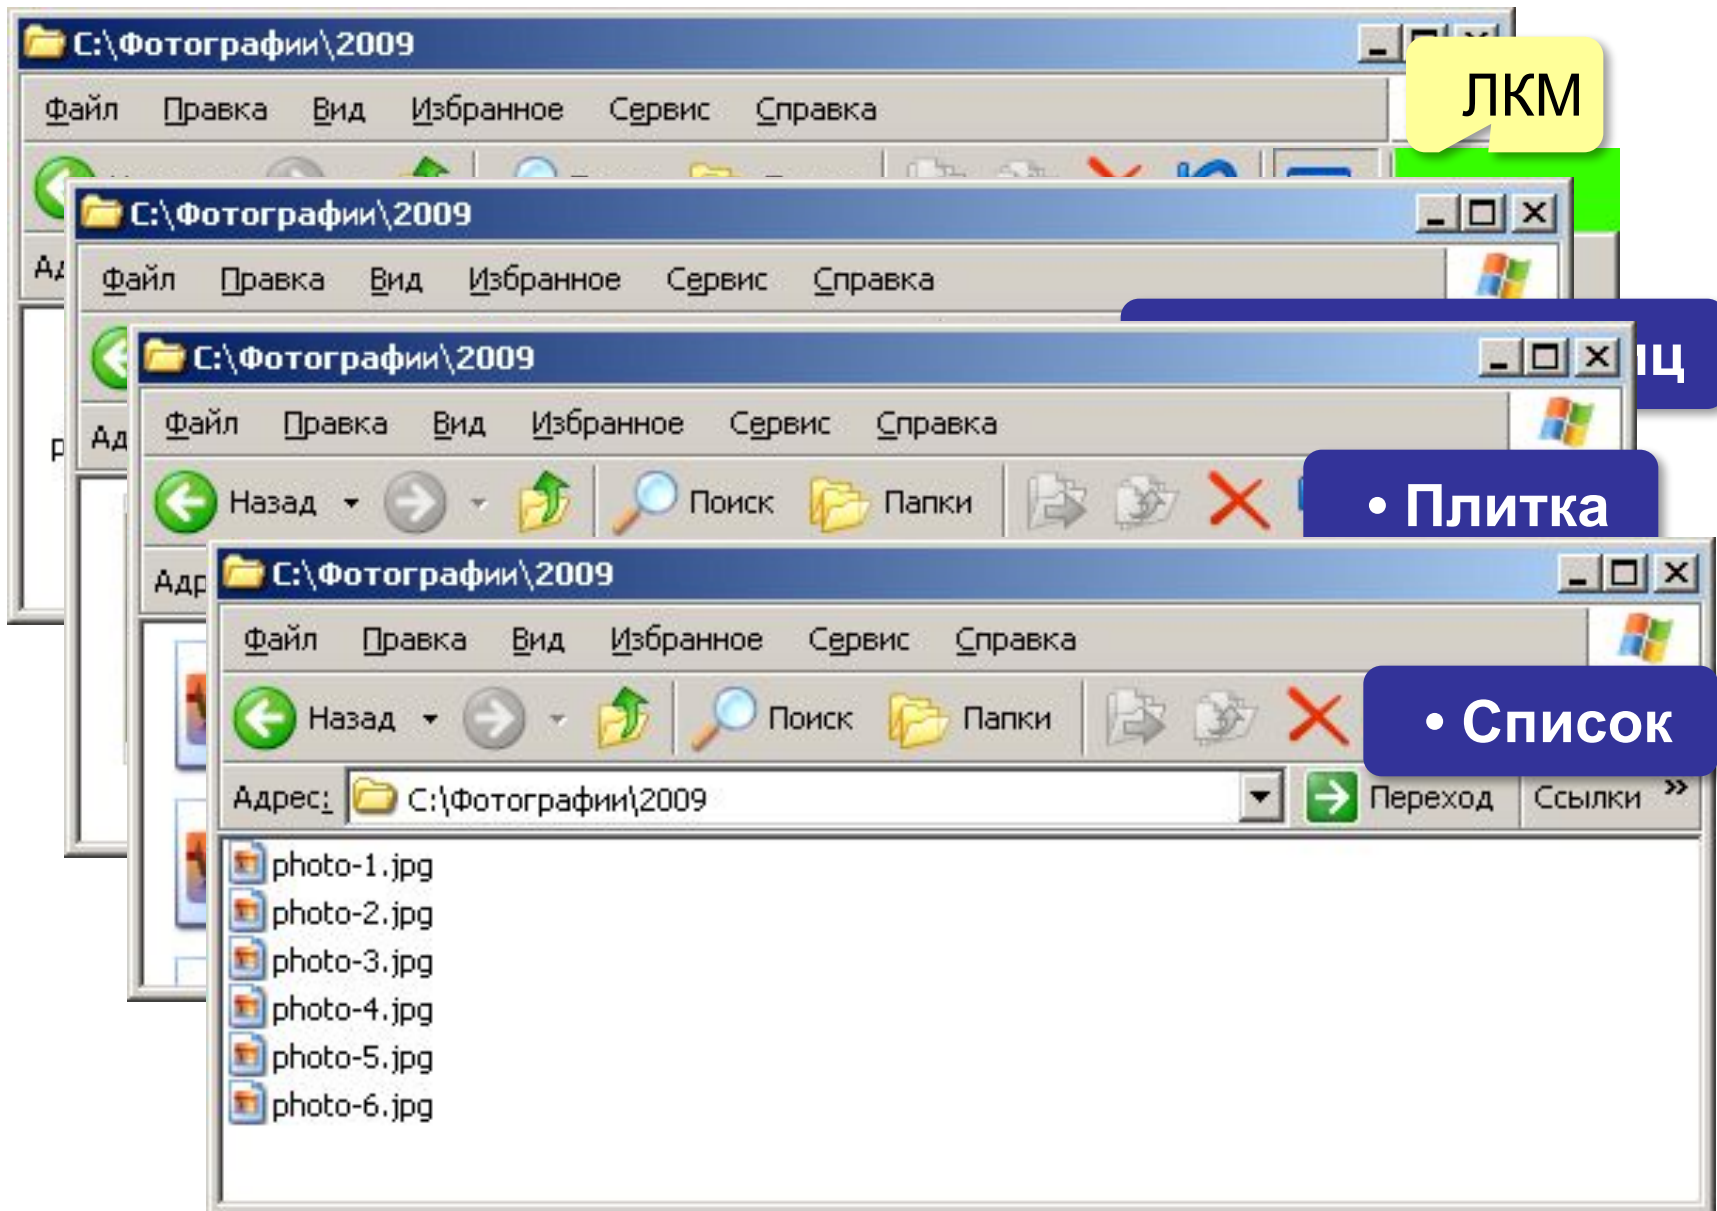 C:\Фотографии\2009
ЛКМ
Файл Правка Вид Избранное Сервис Справка
C:\Фотографии\2009
Файл Правка Вид Избранное Сервис Справка
C:\Фотографии\2009
Файл Правка Вид Избранное Сервис Справка
Назад Поиск Папки
• Плитка
C:\Фотографии\2009
Файл Правка Вид Избранное Сервис Справка
Назад Поиск Папки
• Список
Адрес: C:\Фотографии\2009 Переход Ссылки »
photo-1.jpg
photo-2.jpg
photo-3.jpg
photo-4.jpg
photo-5.jpg
photo-6.jpg